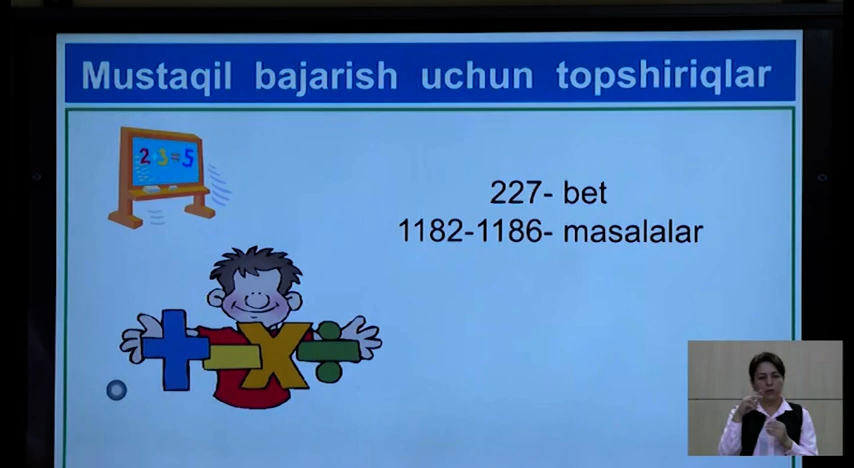 Mustaqil bajarish uchun topshiriqlar
2+3=5
227- bet
1182-1186- masalalar